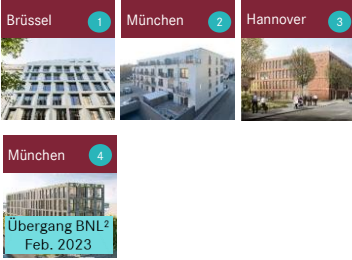 Brüssel 1
München 2
Hannover 3
München 4
Übergang BNL²
Feb. 2023